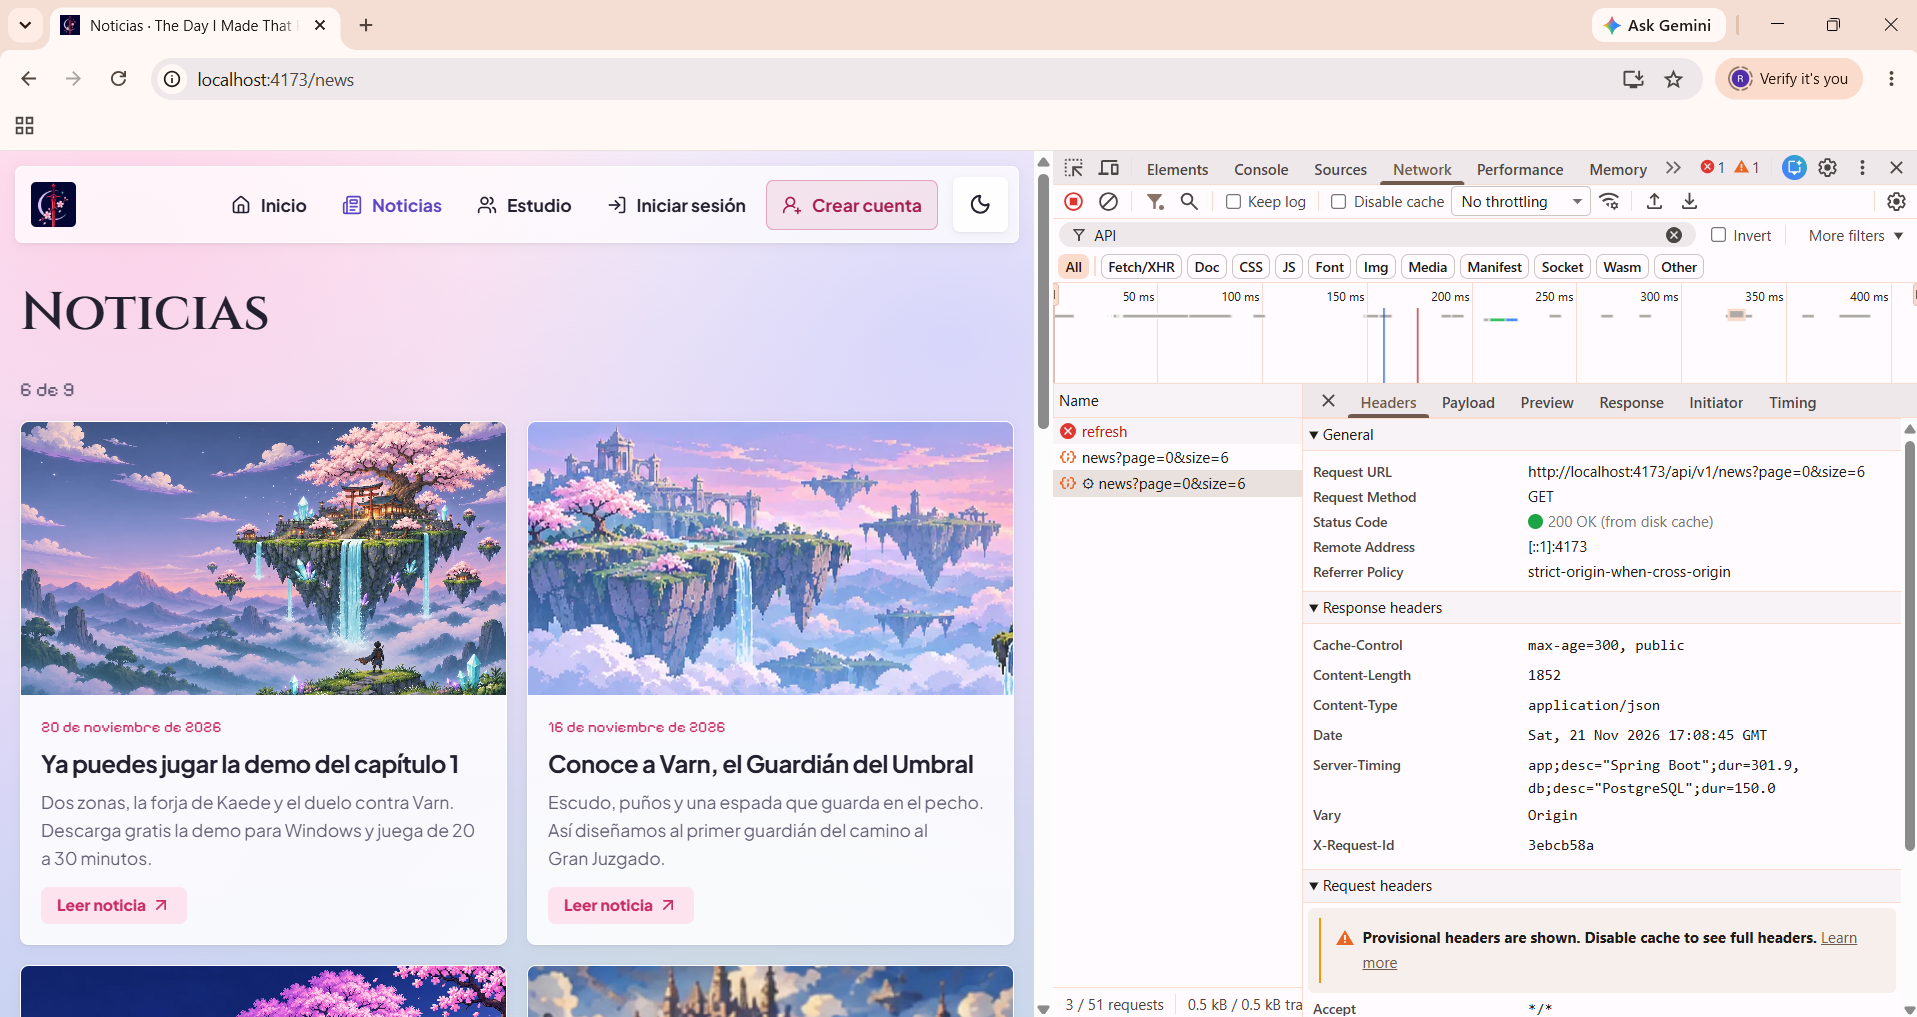 Noticias · The Day I Made That
Ask Gemini
localhost:4173/news
R
Verify it's you
Inicio
Noticias
Estudio
Iniciar sesión
Crear cuenta
Noticias
6 de 9
20 de noviembre de 2026
Ya puedes jugar la demo del capítulo 1
Dos zonas, la forja de Kaede y el duelo contra Varn.
Descarga gratis la demo para Windows y juega de 20
a 30 minutos.
Leer noticia
16 de noviembre de 2026
Conoce a Varn, el Guardián del Umbral
Escudo, puños y una espada que guarda en el pecho.
Así diseñamos al primer guardián del camino al
Gran Juzgado.
Leer noticia
Elements
Console
Sources
Network
Performance
Memory
1
1
Keep log
Disable cache
No throttling
API
Invert
More filters
All
Fetch/XHR
Doc
CSS
JS
Font
Img
Media
Manifest
Socket
Wasm
Other
50 ms
100 ms
150 ms
200 ms
250 ms
300 ms
350 ms
400 ms
Name
refresh
news?page=0&size=6
news?page=0&size=6
3 / 51 requests
0.5 kB / 0.5 kB tra
Headers
Payload
Preview
Response
Initiator
Timing
General
Request URL
http://localhost:4173/api/v1/news?page=0&size=6
Request Method
GET
Status Code
200 OK (from disk cache)
Remote Address
[::1]:4173
Referrer Policy
strict-origin-when-cross-origin
Response headers
Cache-Control
max-age=300, public
Content-Length
1852
Content-Type
application/json
Date
Sat, 21 Nov 2026 17:08:45 GMT
Server-Timing
app;desc="Spring Boot";dur=301.9,
db;desc="PostgreSQL";dur=150.0
Vary
Origin
X-Request-Id
3ebcb58a
Request headers
Provisional headers are shown. Disable cache to see full headers. Learn
more
Accept
*/*